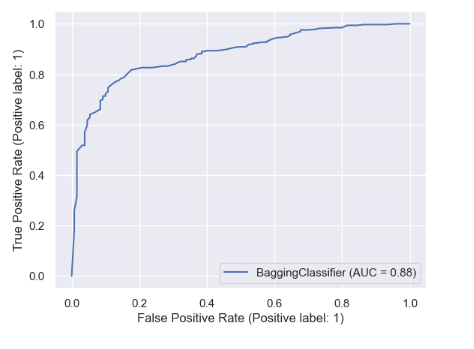 1.0
0.8
0.6
0.4
0.2
0.0
True Positive Rate (Positive label: 1)
BaggingClassifier (AUC = 0.88)
0.0 0.2 0.4 0.6 0.8 1.0
False Positive Rate (Positive label: 1)